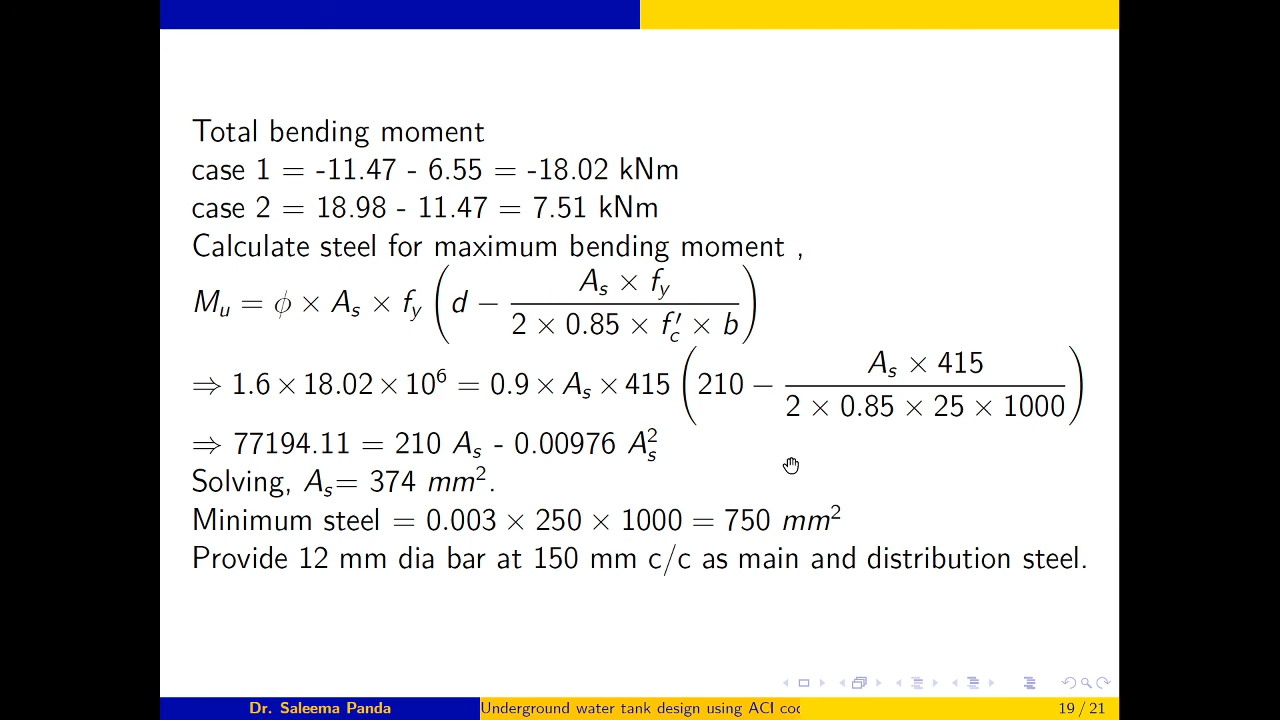 Total bending moment
case 1 = -11.47 - 6.55 = -18.02 kNm
case 2 = 18.98 - 11.47 = 7.51 kNm
Calculate steel for maximum bending moment ,
M_u = ϕ × A_s × f_y ( d − (A_s × f_y) / (2 × 0.85 × f'_c × b) )
⇒ 1.6 × 18.02 × 10^6 = 0.9 × A_s × 415 ( 210 − (A_s × 415) / (2 × 0.85 × 25 × 1000) )
⇒ 77194.11 = 210 A_s - 0.00976 A_s^2
Solving, A_s= 374 mm².
Minimum steel = 0.003 × 250 × 1000 = 750 mm²
Provide 12 mm dia bar at 150 mm c/c as main and distribution steel.
Dr. Saleema Panda Underground water tank design using ACI coc 19 / 21